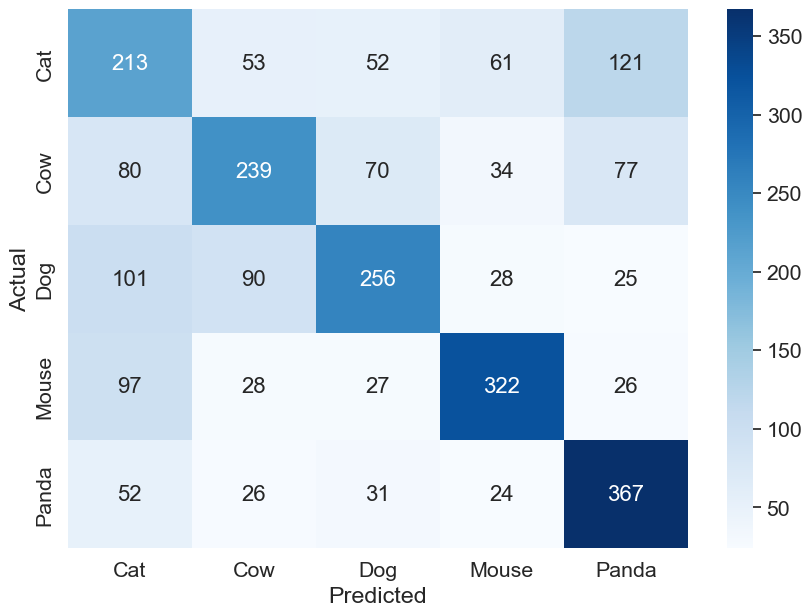 Actual
Cat 213 53 52 61 121
Cow 80 239 70 34 77
Dog 101 90 256 28 25
Mouse 97 28 27 322 26
Panda 52 26 31 24 367
Cat Cow Dog Mouse Panda
Predicted
350
300
250
200
150
100
50